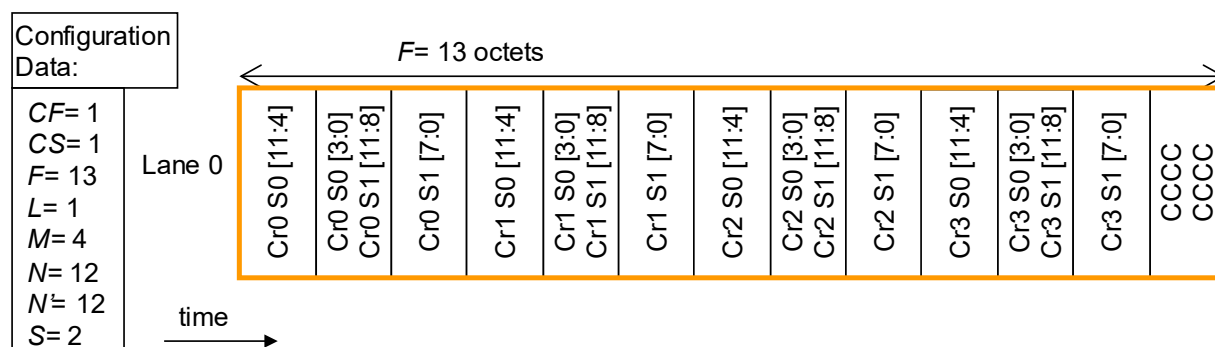 Configuration
Data:
CF= 1
CS= 1
F= 13
L= 1
M= 4
N= 12
N'= 12
S= 2
F= 13 octets
Lane 0
Cr0 S0 [11:4]
Cr0 S0 [3:0]
Cr0 S1 [11:8]
Cr0 S1 [7:0]
Cr1 S0 [11:4]
Cr1 S0 [3:0]
Cr1 S1 [11:8]
Cr1 S1 [7:0]
Cr2 S0 [11:4]
Cr2 S0 [3:0]
Cr2 S1 [11:8]
Cr2 S1 [7:0]
Cr3 S0 [11:4]
Cr3 S0 [3:0]
Cr3 S1 [11:8]
Cr3 S1 [7:0]
CCCC
CCCC
time